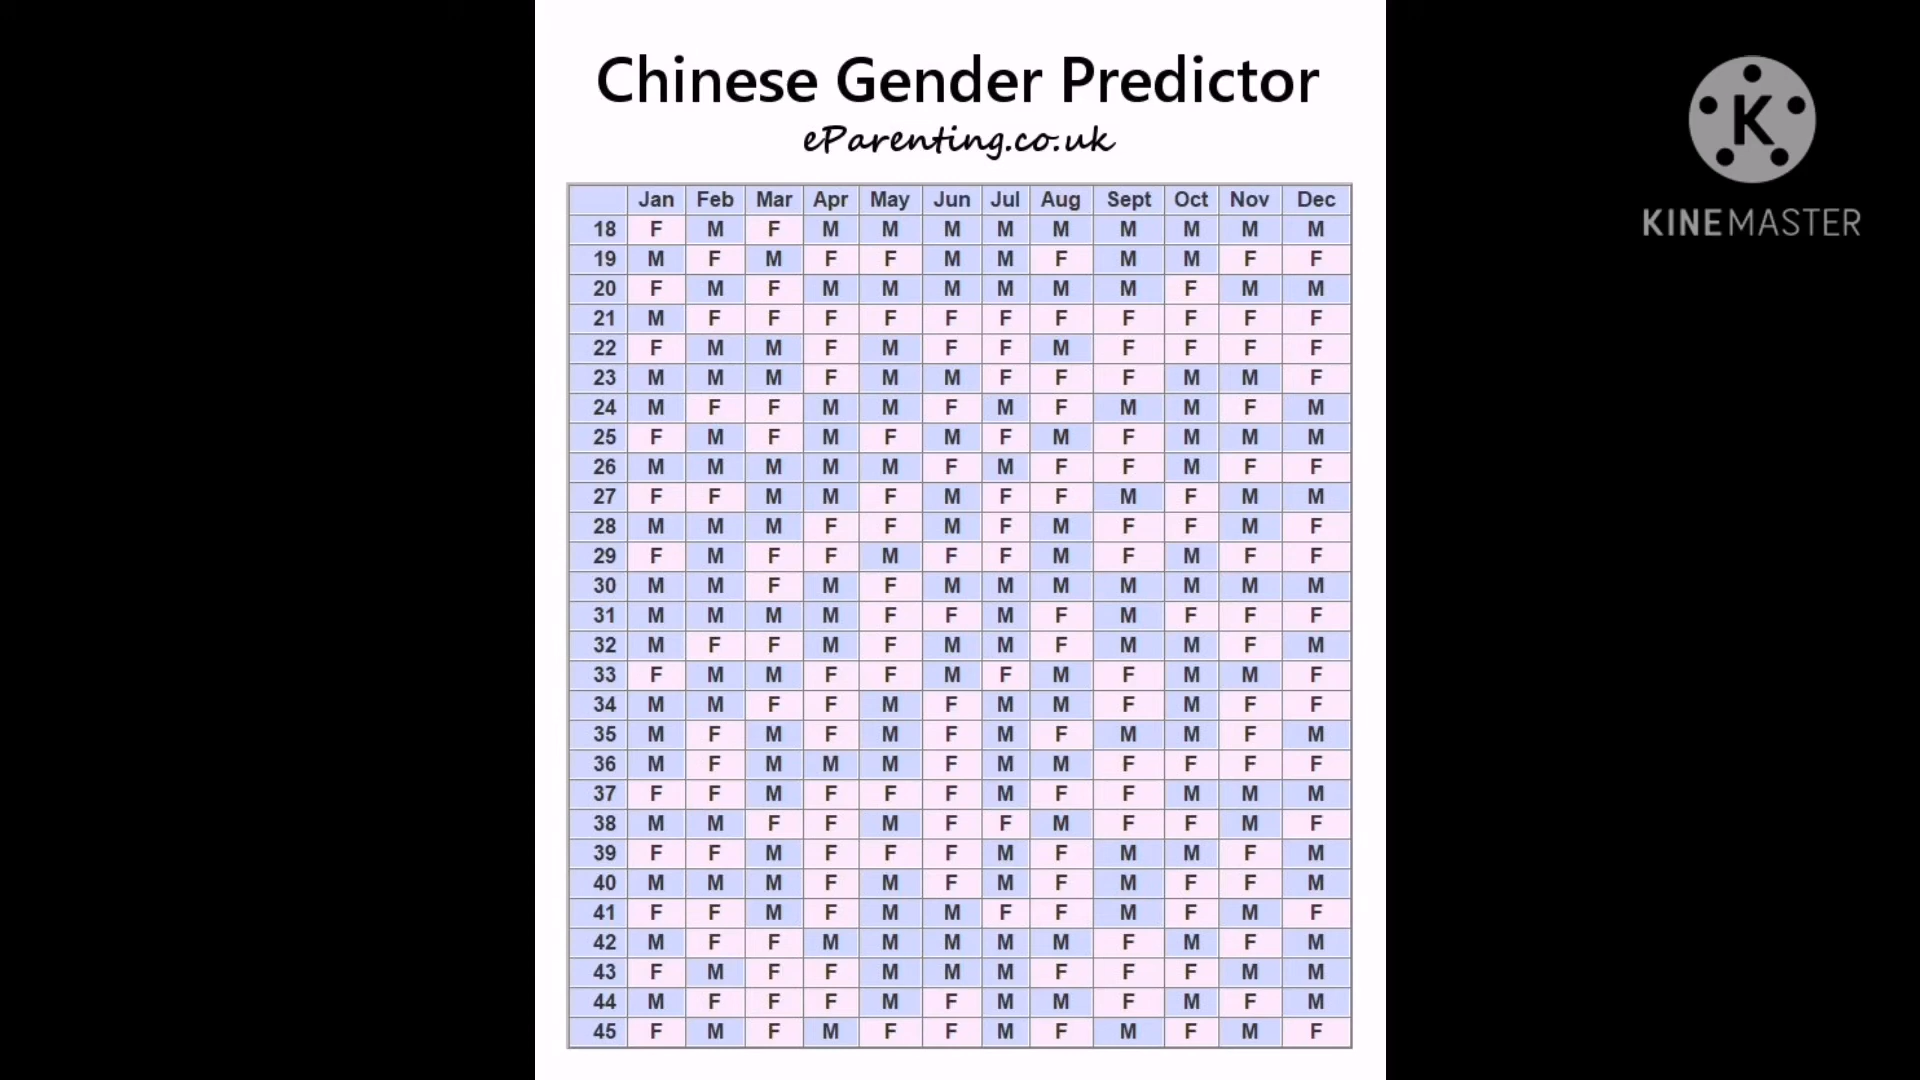 Chinese Gender Predictor
eParenting.co.uk
K
KINEMASTER
Jan Feb Mar Apr May Jun Jul Aug Sept Oct Nov Dec
18 F M F M M M M M M M M M
19 M F M F F M M F M M F F
20 F M F M M M M M M F M M
21 M F F F F F F F F F F F
22 F M M F M F F M F F F F
23 M M M F M M F F F M M F
24 M F F M M F M F M M F M
25 F M F M F M F M F M M M
26 M M M M M F M F F M F F
27 F F M M F M F F M F M M
28 M M M F F M F M F F M F
29 F M F F M F F M F M F F
30 M M F M F M M M M M M M
31 M M M M F F M F M F F F
32 M F F M F M M F M M F M
33 F M M F F M F M F M M F
34 M M F F M F M M F M F F
35 M F M F M F M F M M F M
36 M F M M M F M M F F F F
37 F F M F F F M F F M M M
38 M M F F M F F M F F M F
39 F F M F F F M F M M F M
40 M M M F M F M F M F F M
41 F F M F M M F F M F M F
42 M F F M M M M M F M F M
43 F M F F M M M F F F M M
44 M F F F M F M M F M F M
45 F M F M F F M F M F M F